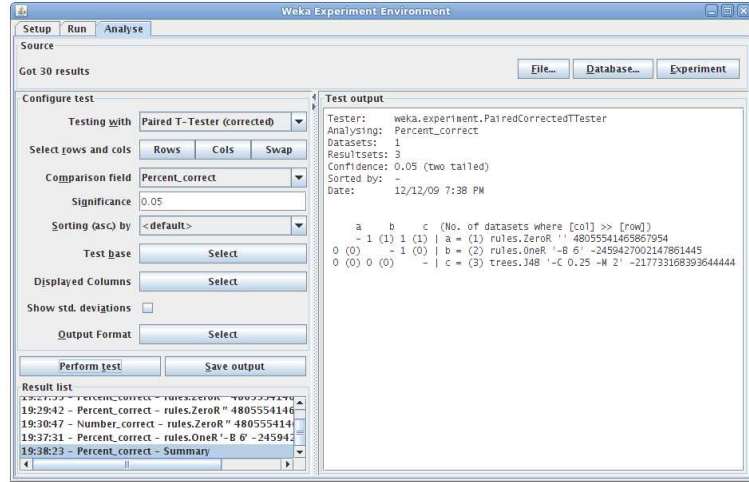 Weka Experiment Environment
Setup Run Analyse
Source
Got 30 results
File... Database... Experiment
Configure test
Testing with Paired T-Tester (corrected)
Select rows and cols Rows Cols Swap
Comparison field Percent_correct
Significance 0.05
Sorting (asc.) by <default>
Test base Select
Displayed Columns Select
Show std. deviations
Output Format Select
Perform test Save output
Result list
19:29:42 - Percent_correct - rules.ZeroR '' 4805554146
19:30:47 - Number_correct - rules.ZeroR '' 480555414
19:37:31 - Percent_correct - rules.OneR '-B 6' -24594
19:38:23 - Percent_correct - Summary
Test output
Tester: weka.experiment.PairedCorrectedTTester
Analysing: Percent_correct
Datasets: 1
Resultsets: 3
Confidence: 0.05 (two tailed)
Sorted by: -
Date: 12/12/09 7:38 PM
a b c (No. of datasets where [col] >> [row])
- 1 (1) 1 (1) | a = (1) rules.ZeroR '' 48055541465867954
0 (0) - 1 (0) | b = (2) rules.OneR '-B 6' -2459427002147861445
0 (0) 0 (0) - | c = (3) trees.J48 '-C 0.25 -M 2' -217733168393644444